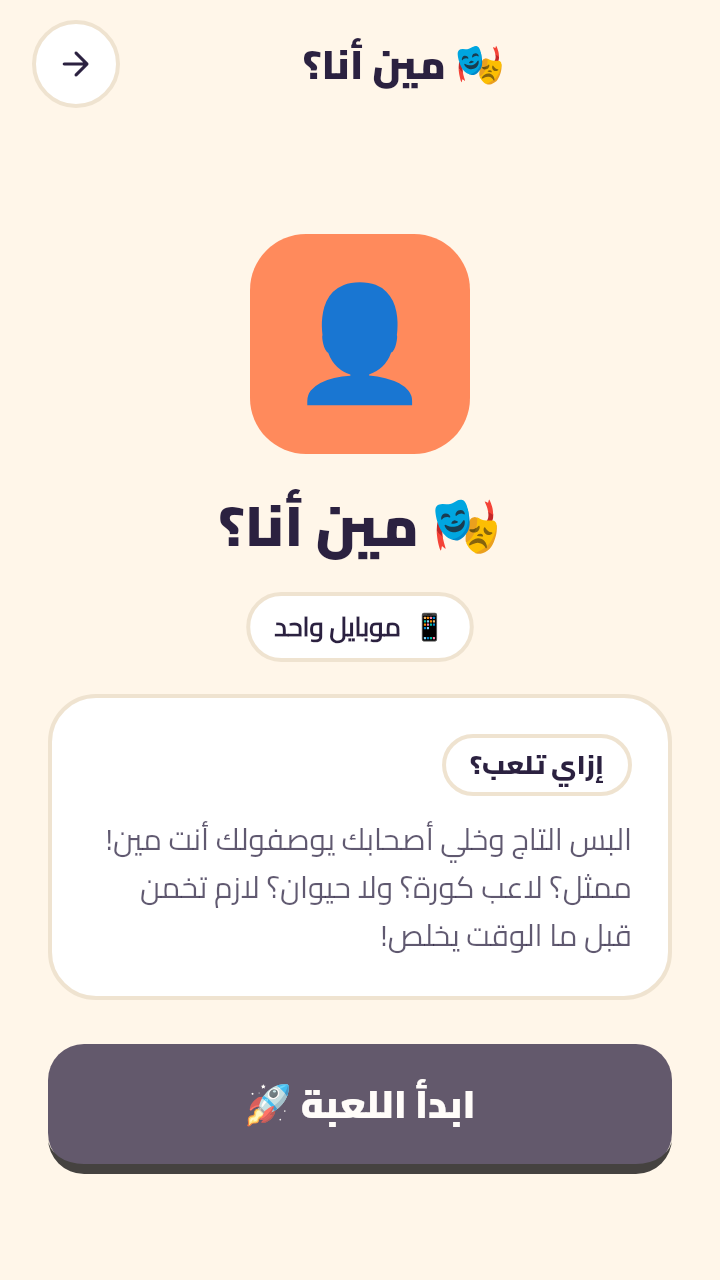 🎭 مين أنا؟
🎭 مين أنا؟
📱 موبايل واحد
إزاي تلعب؟
البس التاج وخلي أصحابك يوصفولك أنت مين!
ممثل؟ لاعب كورة؟ ولا حيوان؟ لازم تخمن
قبل ما الوقت يخلص!
ابدأ اللعبة 🚀